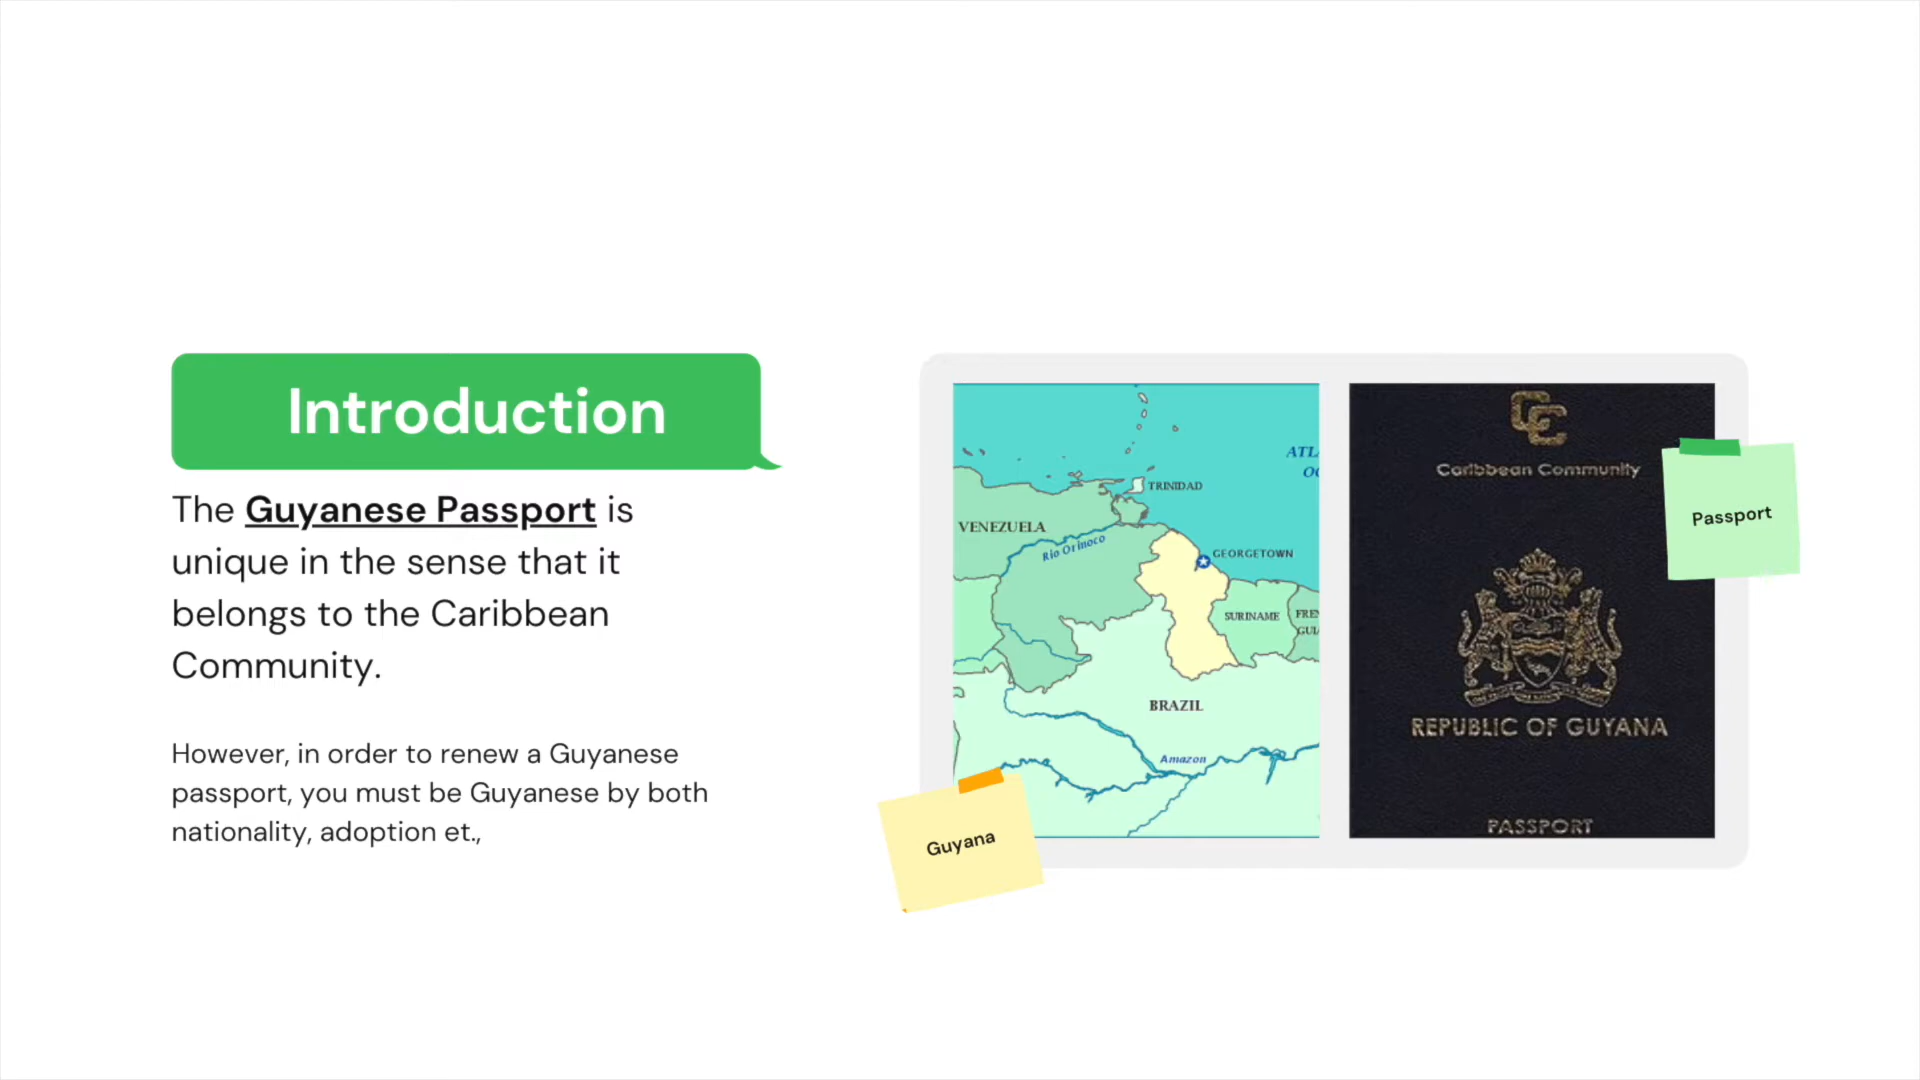 Introduction
The Guyanese Passport is
unique in the sense that it
belongs to the Caribbean
Community.
However, in order to renew a Guyanese
passport, you must be Guyanese by both
nationality, adoption et.,
TRINIDAD
VENEZUELA
Rio Orinoco
GEORGETOWN
SURINAME
BRAZIL
Amazon
Guyana
Caribbean Community
REPUBLIC OF GUYANA
PASSPORT
Passport